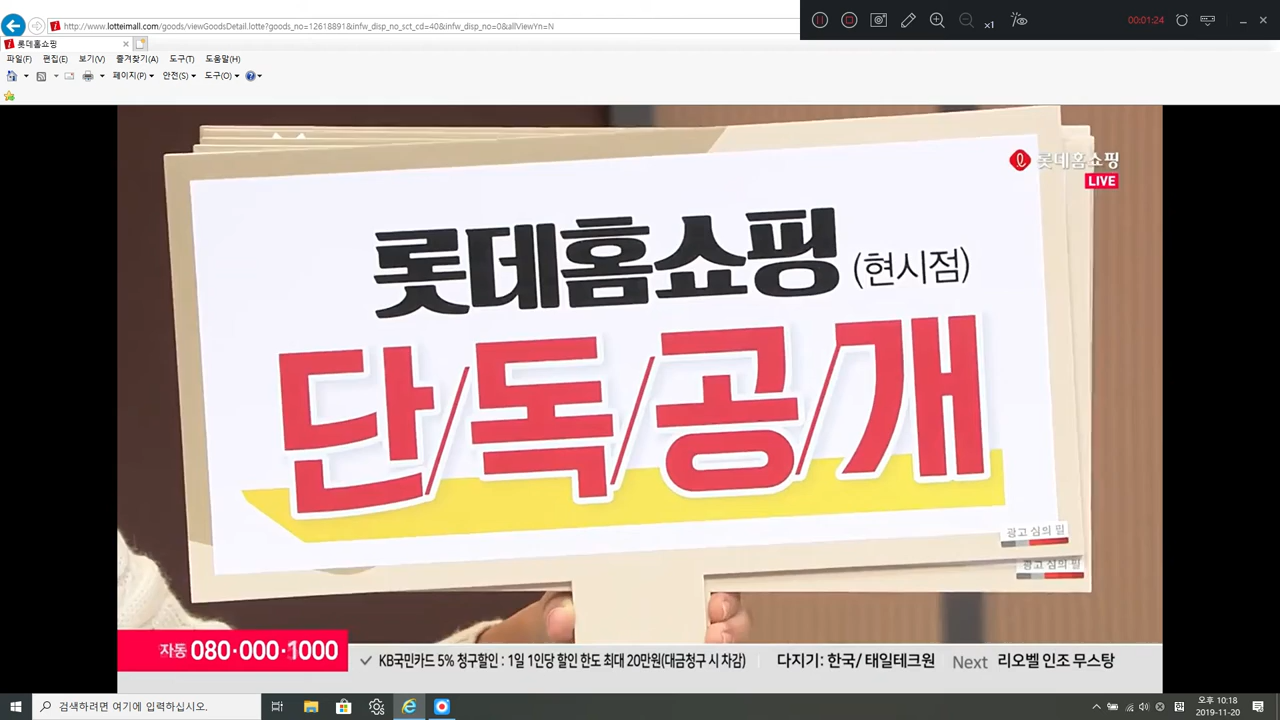 http://www.lotteimall.com/goods/viewGoodsDetail.lotte?goods_no=12618891&infw_disp_no_sct_cd=40&infw_disp_no=0&allViewYn=N
x1
00:01:24
롯데홈쇼핑
파일(F) 편집(E) 보기(V) 즐겨찾기(A) 도구(T) 도움말(H)
페이지(P) 안전(S) 도구(O)
롯데홈쇼핑
LIVE
롯데홈쇼핑 (현시점)
단/독/공/개
광고 심의 필
광고 심의 필
자동 080·000·1000
KB국민카드 5% 청구할인 : 1일 1인당 할인 한도 최대 20만원(대금청구 시 차감)
다지기: 한국/ 태일테크원
Next 리오벨 인조 무스탕
검색하려면 여기에 입력하십시오.
오후 10:18
2019-11-20